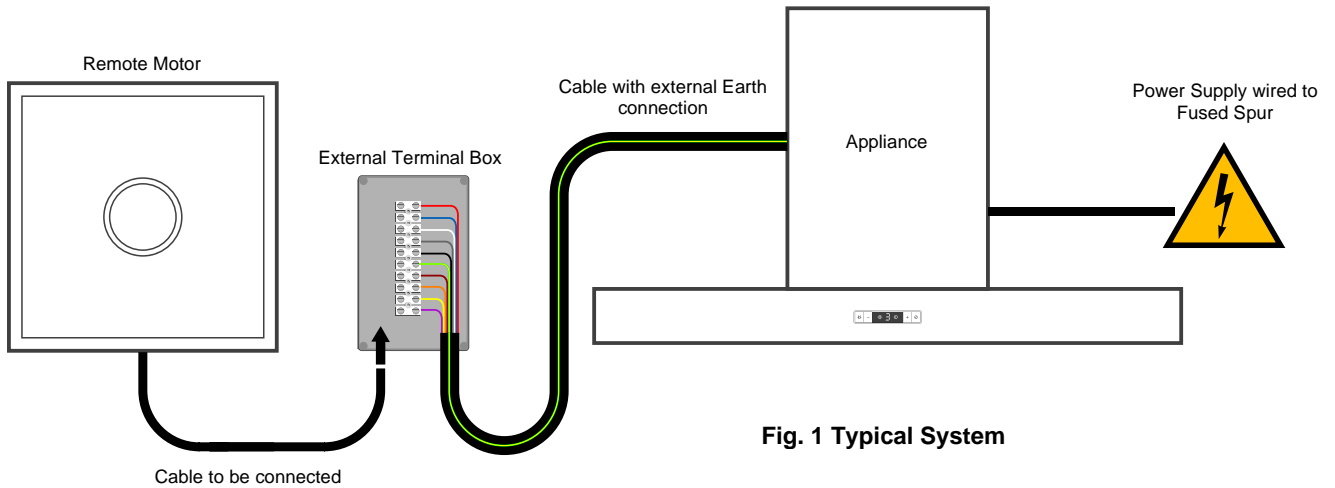 Remote Motor
External Terminal Box
Cable with external Earth
connection
Appliance
Power Supply wired to
Fused Spur
Cable to be connected
Fig. 1 Typical System